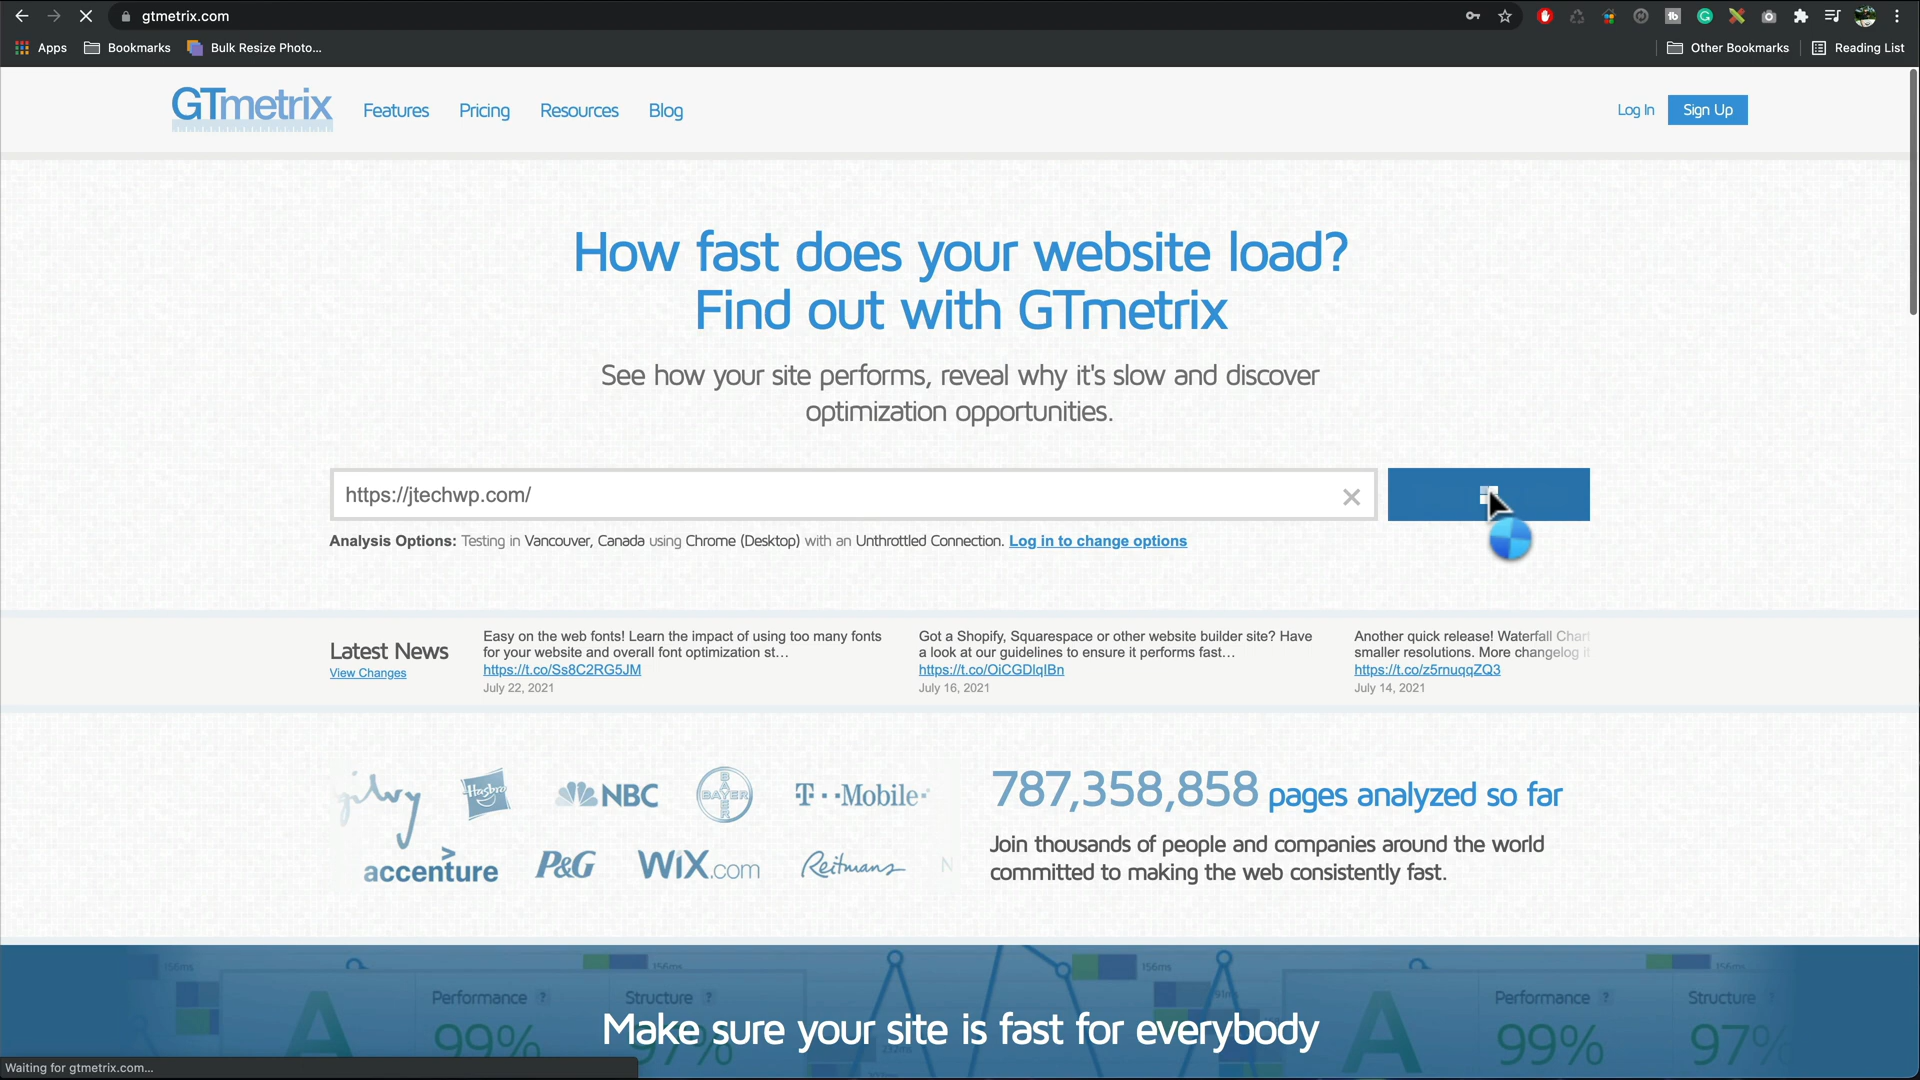 gtmetrix.com
Apps
Bookmarks
Bulk Resize Photo...
Other Bookmarks
Reading List
GTmetrix
Features
Pricing
Resources
Blog
Log In
Sign Up
How fast does your website load?
Find out with GTmetrix
See how your site performs, reveal why it's slow and discover
optimization opportunities.
https://jtechwp.com/
Analysis Options: Testing in Vancouver, Canada using Chrome (Desktop) with an Unthrottled Connection. Log in to change options
Latest News
View Changes
Easy on the web fonts! Learn the impact of using too many fonts
for your website and overall font optimization st...
https://t.co/Ss8C2RG5JM
July 22, 2021
Got a Shopify, Squarespace or other website builder site? Have
a look at our guidelines to ensure it performs fast...
https://t.co/OiCGDlqIBn
July 16, 2021
Another quick release! Waterfall Chart
smaller resolutions. More changelog
https://t.co/z5rnuqqZQ3
July 14, 2021
Hasbro
NBC
BAYER
T··Mobile
accenture
P&G
WiX.com
Reitmans
787,358,858 pages analyzed so far
Join thousands of people and companies around the world
committed to making the web consistently fast.
156ms
156ms
156ms
156ms
Performance ?
Structure ?
91ms
Performance ?
Structure
A
99%
97%
A
99%
97%
Make sure your site is fast for everybody
Waiting for gtmetrix.com...